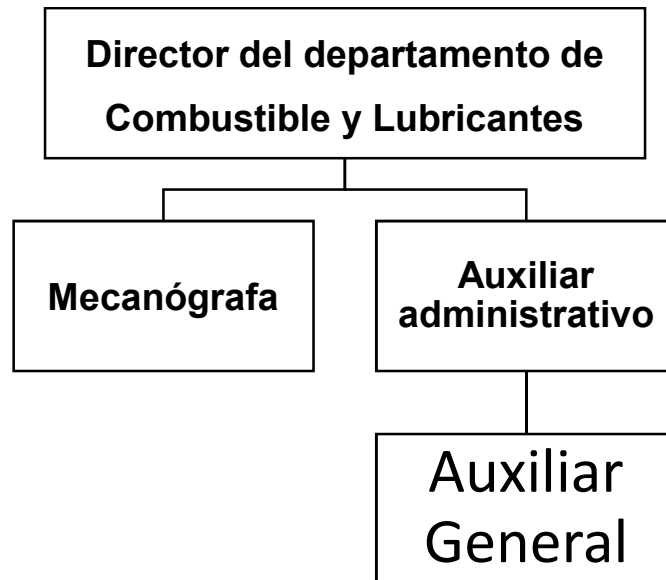 Director del departamento de
Combustible y Lubricantes
Mecanógrafa
Auxiliar
administrativo
Auxiliar
General